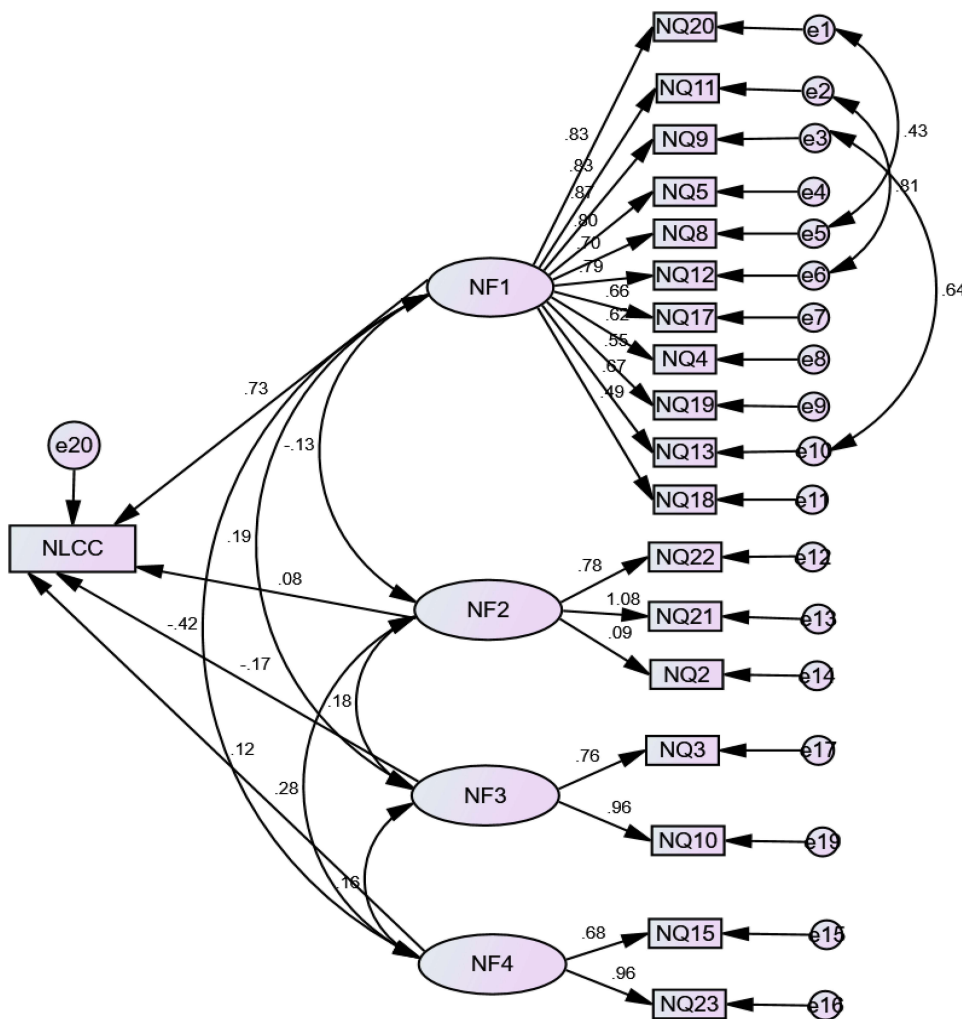 NQ20
e1
NQ11
e2
NQ9
e3
.83
.43
.83
.87
NQ5
e4
.81
.80
NQ8
e5
.70
.79
NQ12
e6
NF1
.66
NQ17
e7
.64
.62
.55
NQ4
e8
.67
.49
NQ19
e9
.73
NQ13
e10
e20
-.13
NQ18
e11
NLCC
.19
NQ22
e12
.78
.08
NF2
1.08
NQ21
e13
-.42
.09
-.17
NQ2
e14
.18
.12
.76
NQ3
e17
.28
NF3
.96
NQ10
e19
.16
.68
NQ15
e15
NF4
.96
NQ23
e16